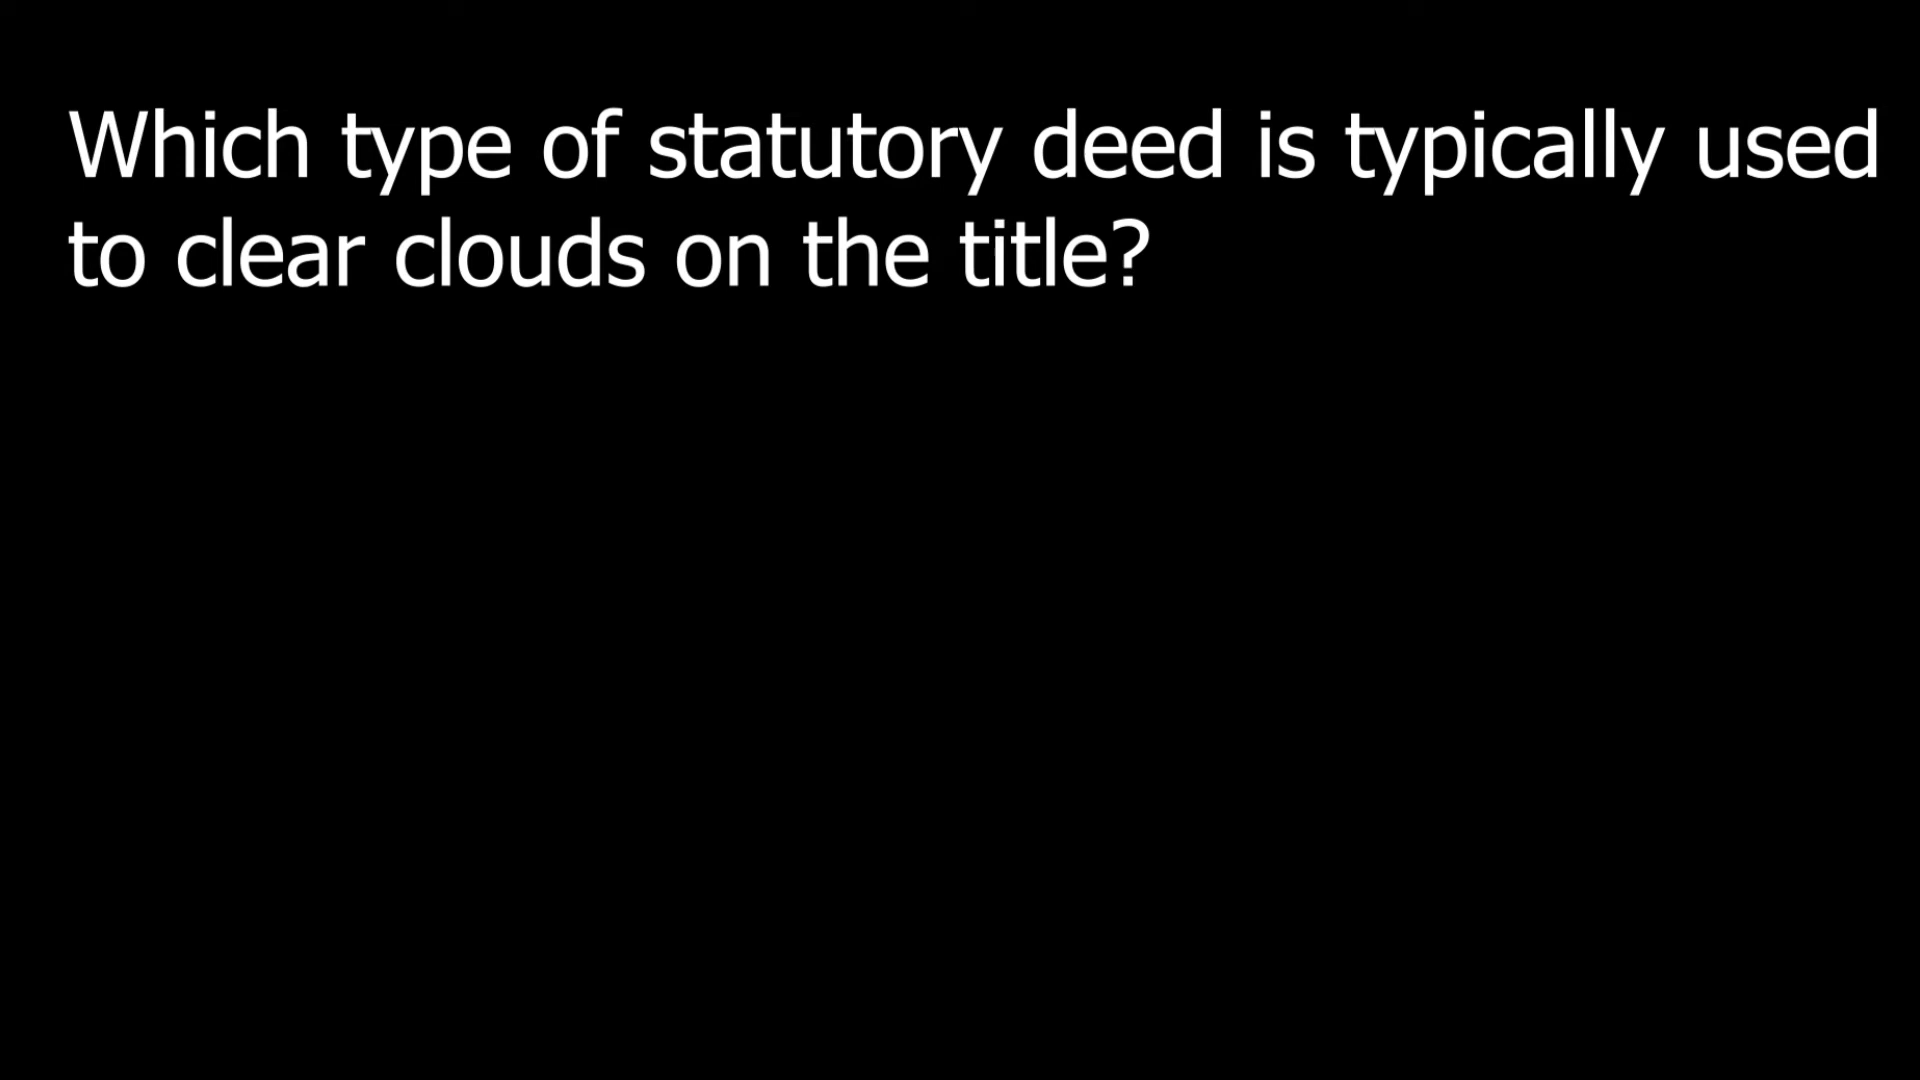 Which type of statutory deed is typically used
to clear clouds on the title?